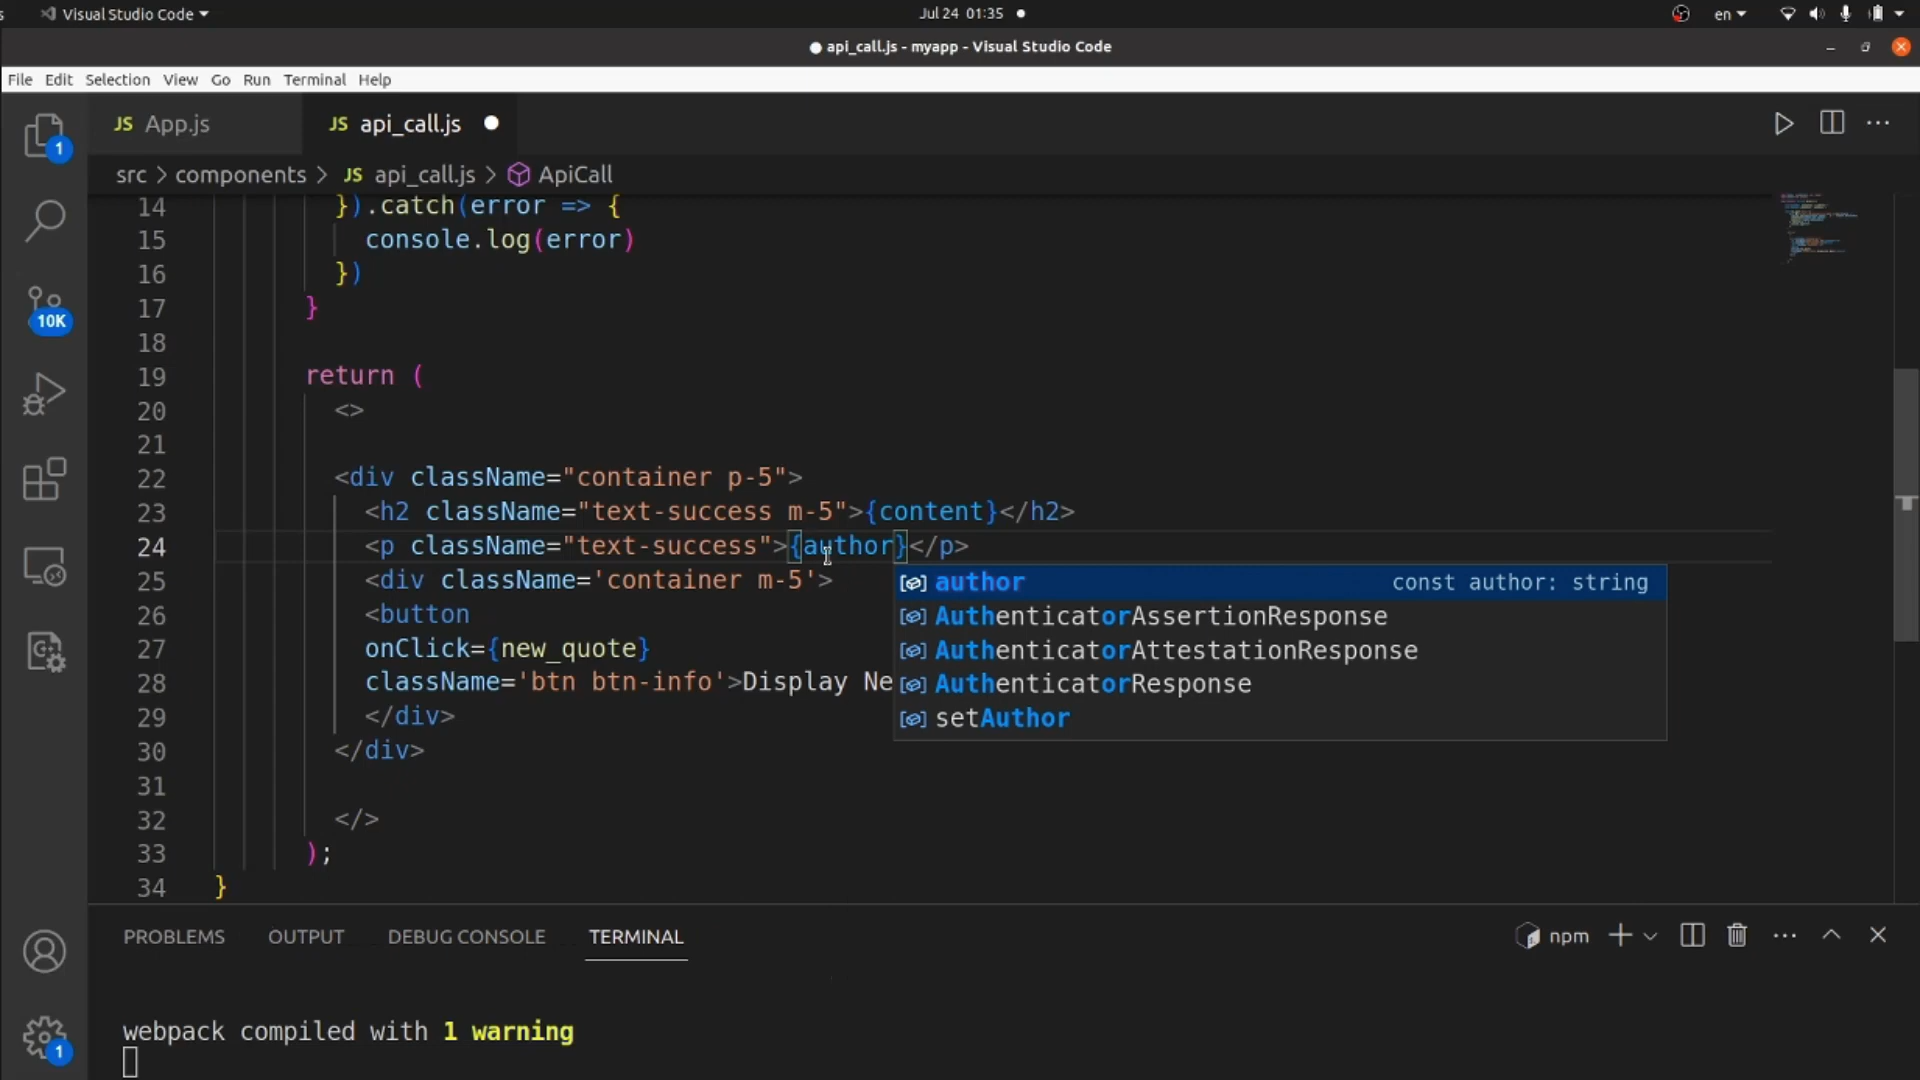 Visual Studio Code
Jul 24 01:35
en
api_call.js - myapp - Visual Studio Code
File Edit Selection View Go Run Terminal Help
JS App.js
JS api_call.js
1
src > components > JS api_call.js > ApiCall
14 }).catch(error => {
15 console.log(error)
16 })
17 }
10K
18
19 return (
20 <>
21
22 <div className="container p-5">
23 <h2 className="text-success m-5">{content}</h2>
24 <p className="text-success">{author}</p>
25 <div className='container m-5'>
author const author: string
26 <button
AuthenticatorAssertionResponse
27 onClick={new_quote}
AuthenticatorAttestationResponse
28 className='btn btn-info'>Display Ne
AuthenticatorResponse
29 </div>
setAuthor
30 </div>
31
32 </>
33 );
34 }
PROBLEMS OUTPUT DEBUG CONSOLE TERMINAL
npm
webpack compiled with 1 warning
1